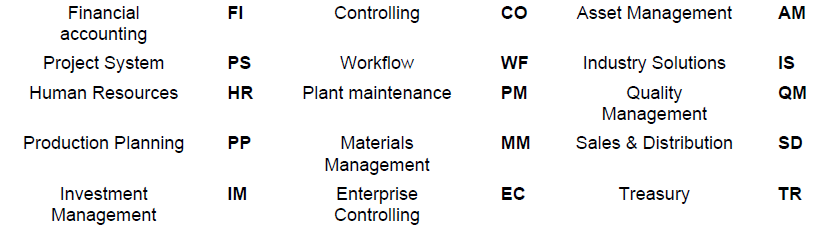 Financial accounting FI Controlling CO Asset Management AM
Project System PS Workflow WF Industry Solutions IS
Human Resources HR Plant maintenance PM Quality Management QM
Production Planning PP Materials Management MM Sales & Distribution SD
Investment Management IM Enterprise Controlling EC Treasury TR